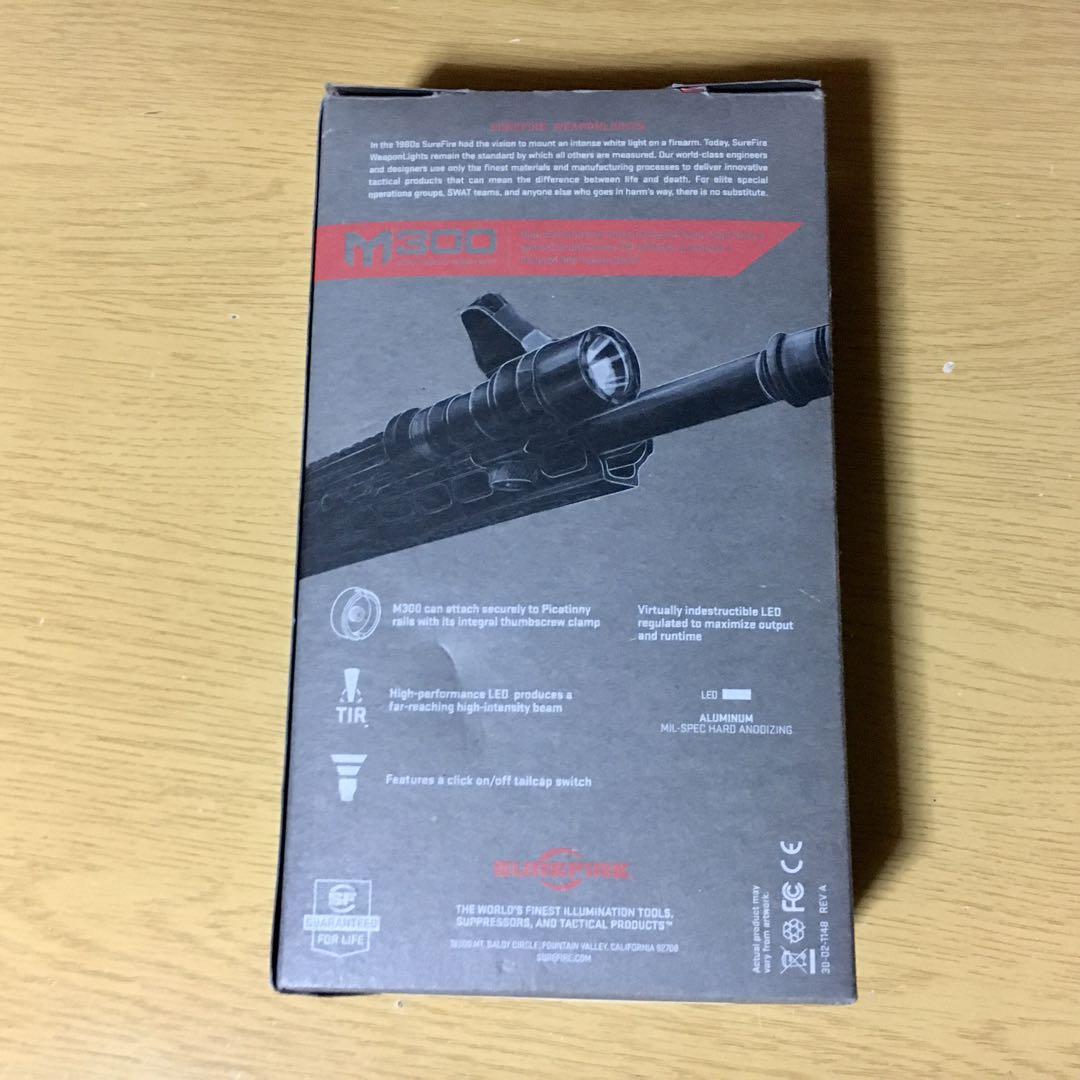 SUREFIRE WEAPONLIGHTS
In the 1980s SureFire had the vision to mount an intense white light on a firearm. Today, SureFire
WeaponLights remain the standard by which all others are measured. Our world-class engineers
and designers use only the finest materials and manufacturing processes to deliver innovative
tactical products that can mean the difference between life and death. For elite special
operations groups, SWAT teams, and anyone else who goes in harm's way, there is no substitute.
M300
M300 can attach securely to Picatinny
rails with its integral thumbscrew clamp
Virtually indestructible LED
regulated to maximize output
and runtime
TIR
High-performance LED produces a
far-reaching high-intensity beam
LED
ALUMINUM
MIL-SPEC HARD ANODIZING
Features a click on/off tailcap switch
SUREFIRE
SF
GUARANTEED
FOR LIFE
THE WORLD'S FINEST ILLUMINATION TOOLS,
SUPPRESSORS, AND TACTICAL PRODUCTS™
18300 MT. BALDY CIRCLE, FOUNTAIN VALLEY, CALIFORNIA 92708
SUREFIRE.COM
Actual product may
vary from artwork.
FC CE
30-02-1148 REV A